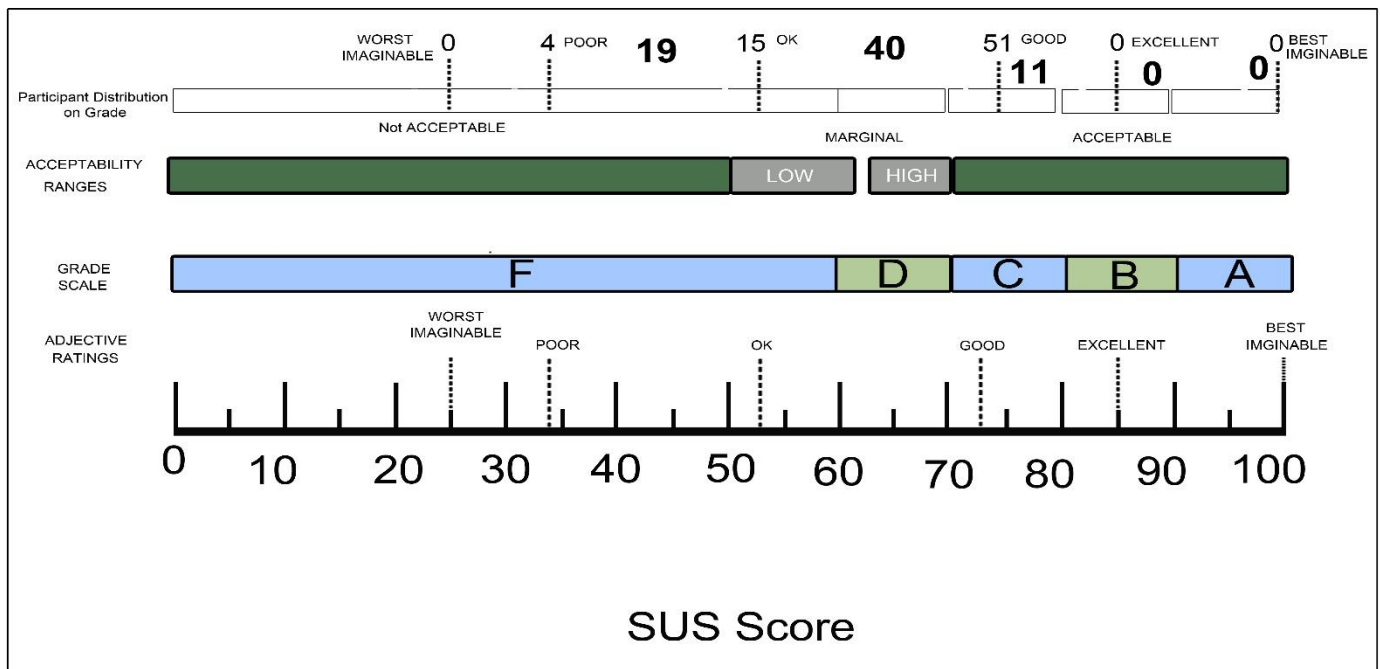 WORST
IMAGINABLE 0 4 POOR 19 15 OK 40 51 GOOD 0 EXCELLENT 0 BEST
IMGINABLE
11 0 0
Participant Distribution
on Grade
Not ACCEPTABLE
MARGINAL
ACCEPTABLE
ACCEPTABILITY
RANGES
LOW HIGH
GRADE
SCALE
F D C B A
ADJECTIVE
RATINGS
WORST
IMAGINABLE
POOR
OK
GOOD
EXCELLENT
BEST
IMGINABLE
0 10 20 30 40 50 60 70 80 90 100
SUS Score